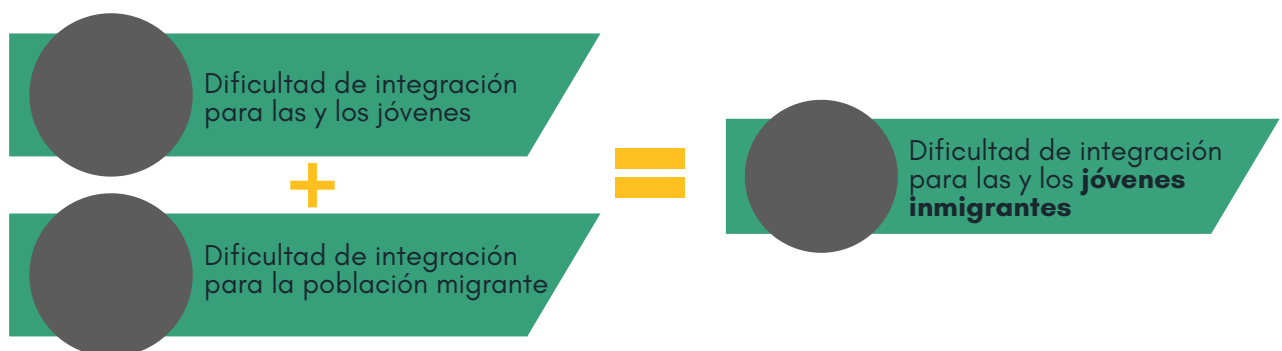 Dificultad de integración
para las y los jóvenes
+
Dificultad de integración
para la población migrante
=
Dificultad de integración
para las y los jóvenes
inmigrantes